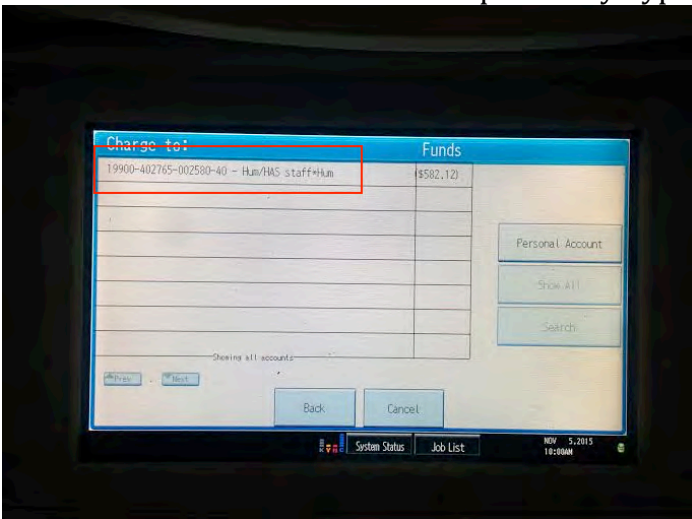 Charge to: Funds
19900-402765-002580-40 - Hum/HAS staff*Hum ($582.12)
Personal Account
Show All
Search
Showing all accounts
Prev Next
Back Cancel
System Status Job List NOV 5,2015
10:00AM